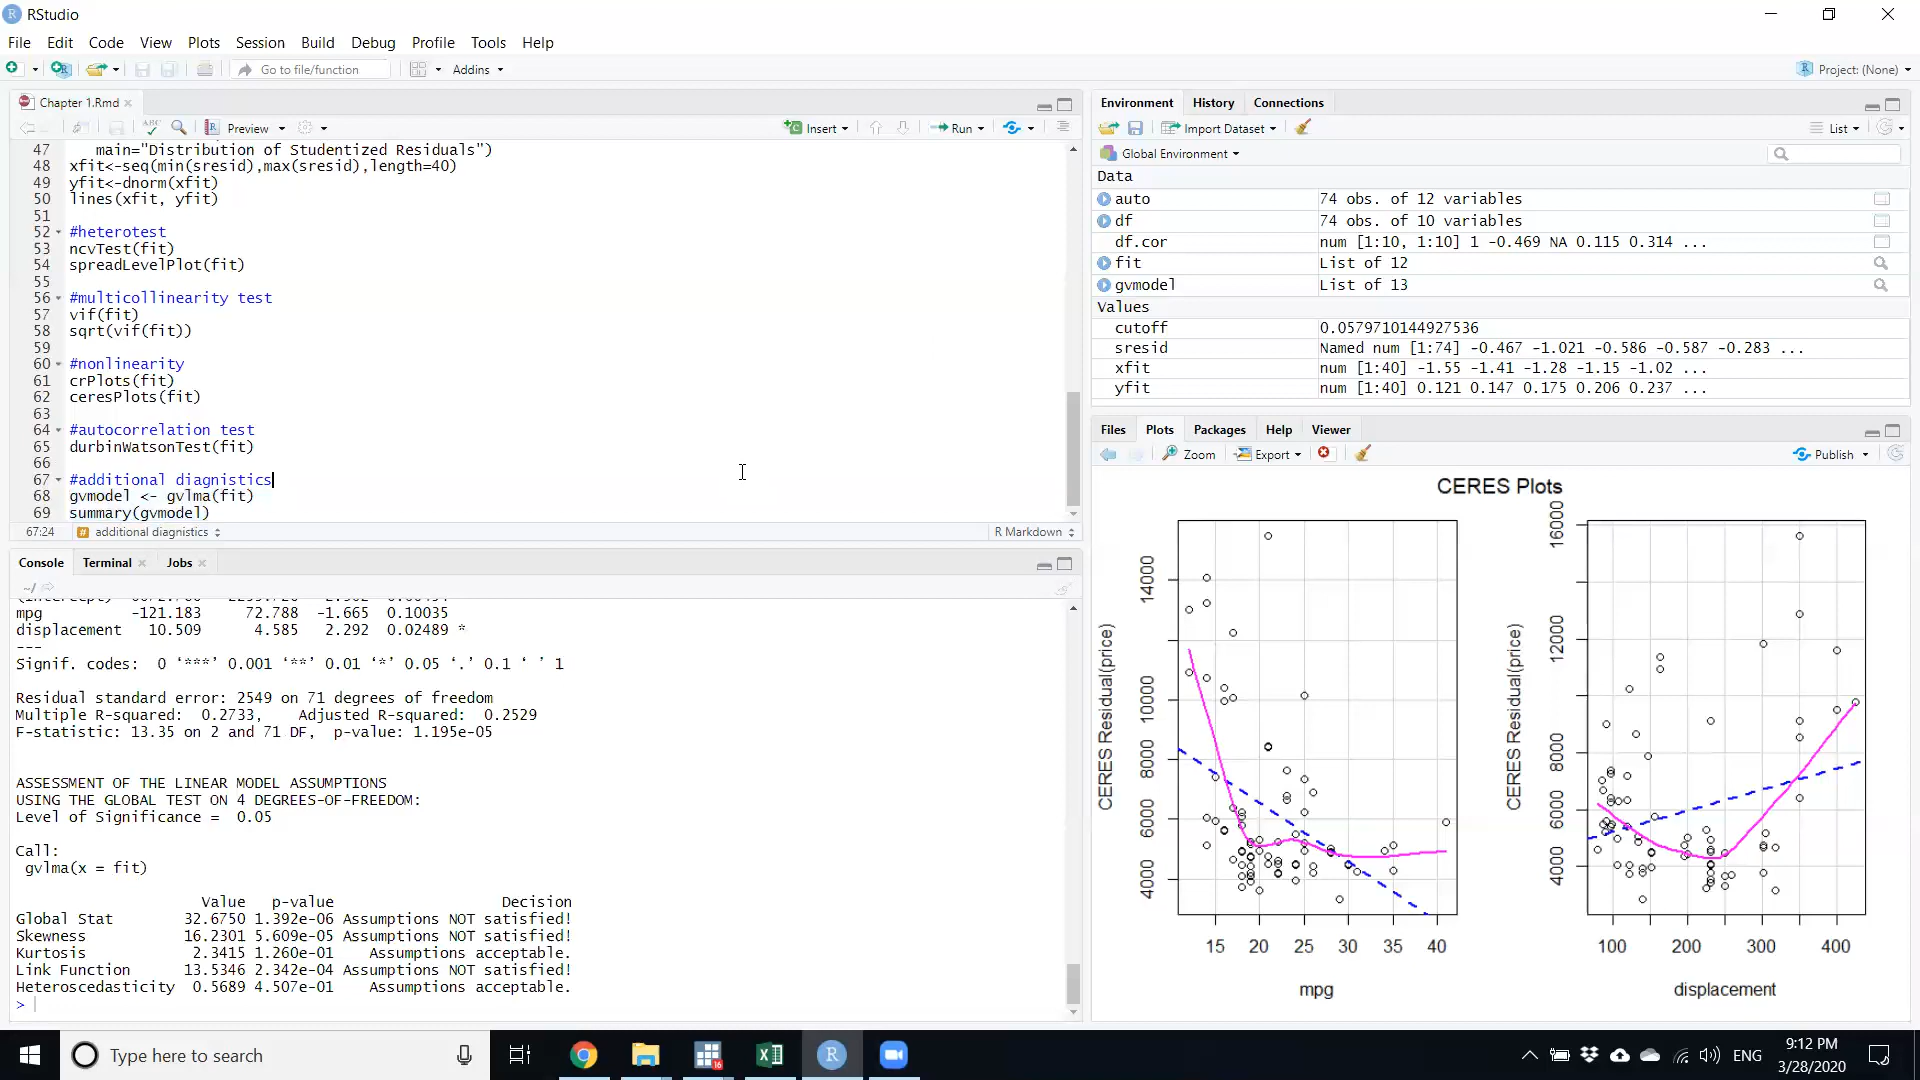 RStudio
File Edit Code View Plots Session Build Debug Profile Tools Help
Go to file/function Addins Project: (None)
Chapter 1.Rmd
ABC Preview Insert Run
47 main="Distribution of Studentized Residuals")
48 xfit<-seq(min(sresid),max(sresid),length=40)
49 yfit<-dnorm(xfit)
50 lines(xfit, yfit)
51
52 #heterotest
53 ncvTest(fit)
54 spreadLevelPlot(fit)
55
56 #multicollinearity test
57 vif(fit)
58 sqrt(vif(fit))
59
60 #nonlinearity
61 crPlots(fit)
62 ceresPlots(fit)
63
64 #autocorrelation test
65 durbinWatsonTest(fit)
66
67 #additional diagnistics
68 gvmodel <- gvlma(fit)
69 summary(gvmodel)
67:24 additional diagnistics R Markdown
Console Terminal Jobs
~/
mpg -121.183 72.788 -1.665 0.10035
displacement 10.509 4.585 2.292 0.02489 *
---
Signif. codes: 0 ‘***’ 0.001 ‘**’ 0.01 ‘*’ 0.05 ‘.’ 0.1 ‘ ’ 1
Residual standard error: 2549 on 71 degrees of freedom
Multiple R-squared: 0.2733, Adjusted R-squared: 0.2529
F-statistic: 13.35 on 2 and 71 DF, p-value: 1.195e-05
ASSESSMENT OF THE LINEAR MODEL ASSUMPTIONS
USING THE GLOBAL TEST ON 4 DEGREES-OF-FREEDOM:
Level of Significance = 0.05
Call:
gvlma(x = fit)
Value p-value Decision
Global Stat 32.6750 1.392e-06 Assumptions NOT satisfied!
Skewness 16.2301 5.609e-05 Assumptions NOT satisfied!
Kurtosis 2.3415 1.260e-01 Assumptions acceptable.
Link Function 13.5346 2.342e-04 Assumptions NOT satisfied!
Heteroscedasticity 0.5689 4.507e-01 Assumptions acceptable.
>
Environment History Connections
Import Dataset List
Global Environment
Data
auto 74 obs. of 12 variables
df 74 obs. of 10 variables
df.cor num [1:10, 1:10] 1 -0.469 NA 0.115 0.314 ...
fit List of 12
gvmodel List of 13
Values
cutoff 0.0579710144927536
sresid Named num [1:74] -0.467 -1.021 -0.586 -0.587 -0.283 ...
xfit num [1:40] -1.55 -1.41 -1.28 -1.15 -1.02 ...
yfit num [1:40] 0.121 0.147 0.175 0.206 0.237 ...
Files Plots Packages Help Viewer
Zoom Export Publish
CERES Plots
CERES Residual(price)
14000
10000
8000
6000
4000
15 20 25 30 35 40
mpg
CERES Residual(price)
16000
12000
8000
6000
4000
100 200 300 400
displacement
Type here to search
16
ENG
9:12 PM
3/28/2020